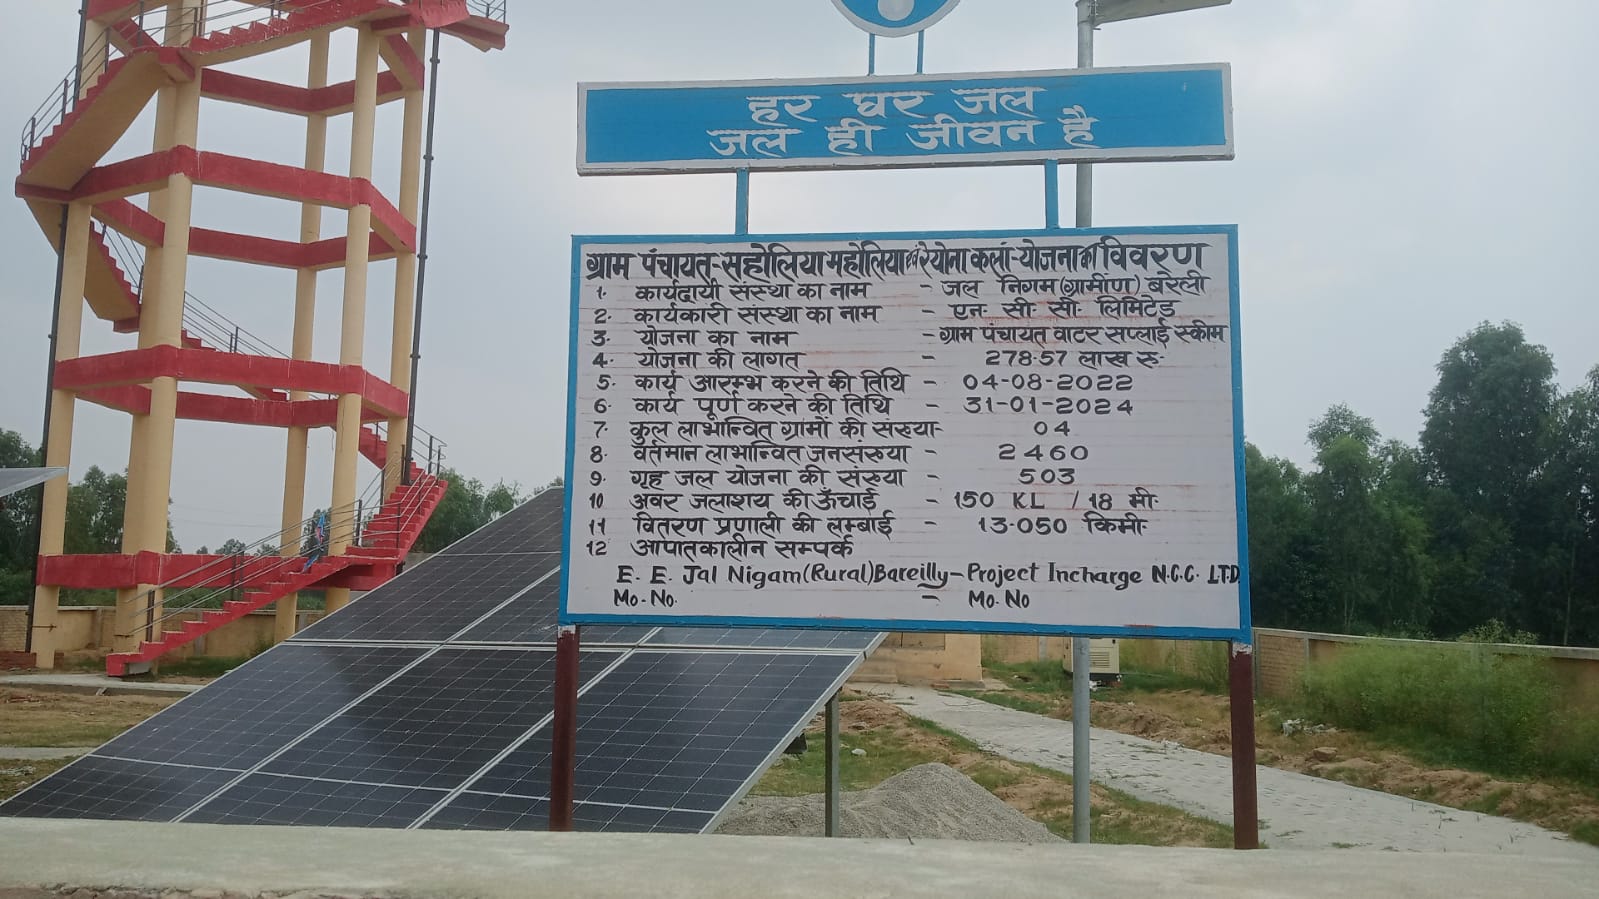 हर घर जल
जल ही जीवन है
ग्राम पंचायत-सहोलिया महोलिया एवं रेयोना कलां-योजना का विवरण
1. कार्यदायी संस्था का नाम - जल निगम (ग्रामींण) बरेली
2. कार्यकारी संस्था का नाम - एन. सी. सी. लिमिटेड
3. योजना का नाम - ग्राम पंचायत वाटर सप्लाई स्कीम
4. योजना की लागत - 278.57 लाख रु.
5. कार्य आरम्भ करने की तिथि - 04-08-2022
6. कार्य पूर्ण करने की तिथि - 31-01-2024
7. कुल लाभान्वित ग्रामों की संख्या- 04
8. वर्तमान लाभान्वित जनसंख्या - 2460
9. गृह जल योजना की संख्या - 503
10 अवर जलाशय की ऊँचाई - 150 KL / 18 मी.
11 वितरण प्रणाली की लम्बाई - 13.050 किमी.
12 आपातकालीन सम्पर्क
E. E. Jal Nigam (Rural) Bareilly - Project Incharge N.C.C. LTD
Mo. No. - Mo. No